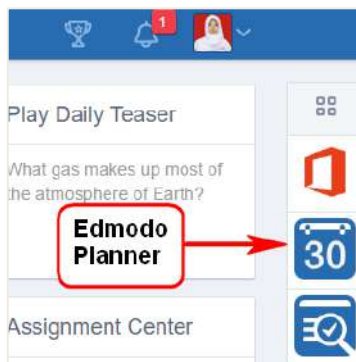 1
Play Daily Teaser
What gas makes up most of
the atmosphere of Earth?
Edmodo
Planner
30
Assignment Center